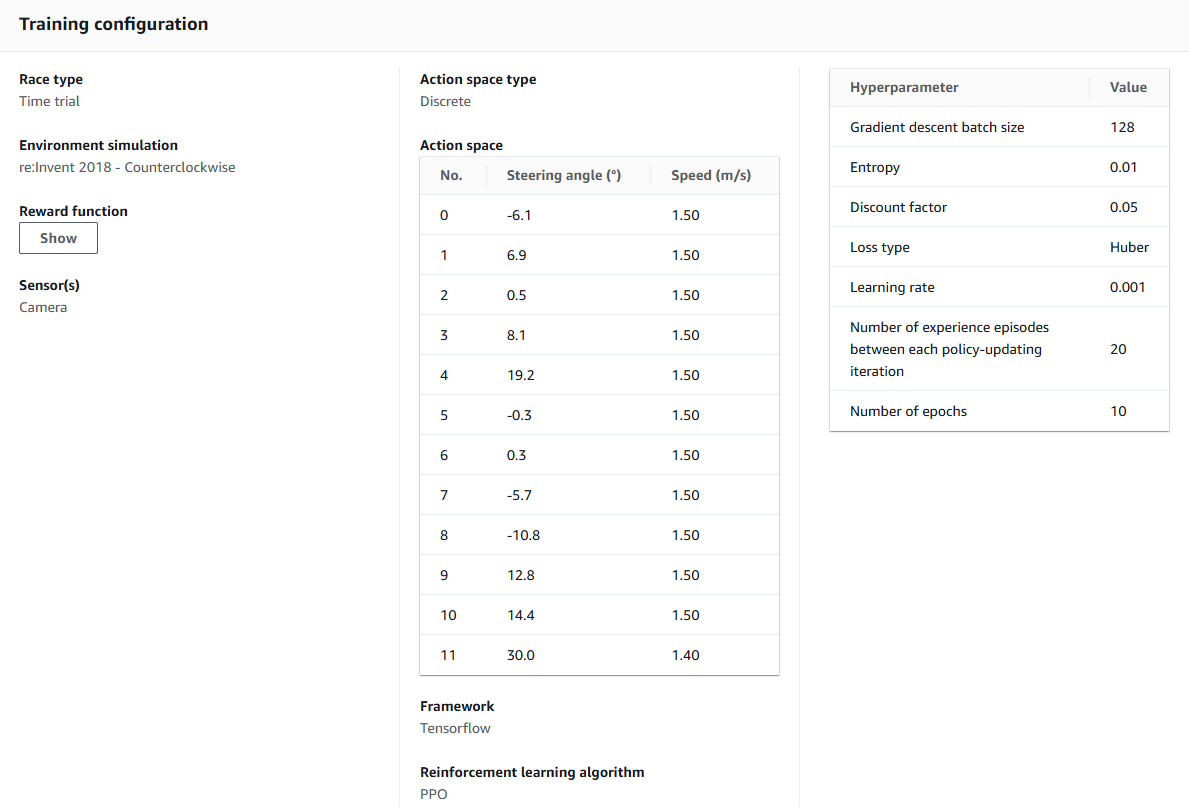 Training configuration
Race type
Time trial
Environment simulation
re:Invent 2018 - Counterclockwise
Reward function
Show
Sensor(s)
Camera
Action space type
Discrete
Action space
No. Steering angle (°) Speed (m/s)
0 -6.1 1.50
1 6.9 1.50
2 0.5 1.50
3 8.1 1.50
4 19.2 1.50
5 -0.3 1.50
6 0.3 1.50
7 -5.7 1.50
8 -10.8 1.50
9 12.8 1.50
10 14.4 1.50
11 30.0 1.40
Framework
Tensorflow
Reinforcement learning algorithm
PPO
Hyperparameter Value
Gradient descent batch size 128
Entropy 0.01
Discount factor 0.05
Loss type Huber
Learning rate 0.001
Number of experience episodes
between each policy-updating 20
iteration
Number of epochs 10